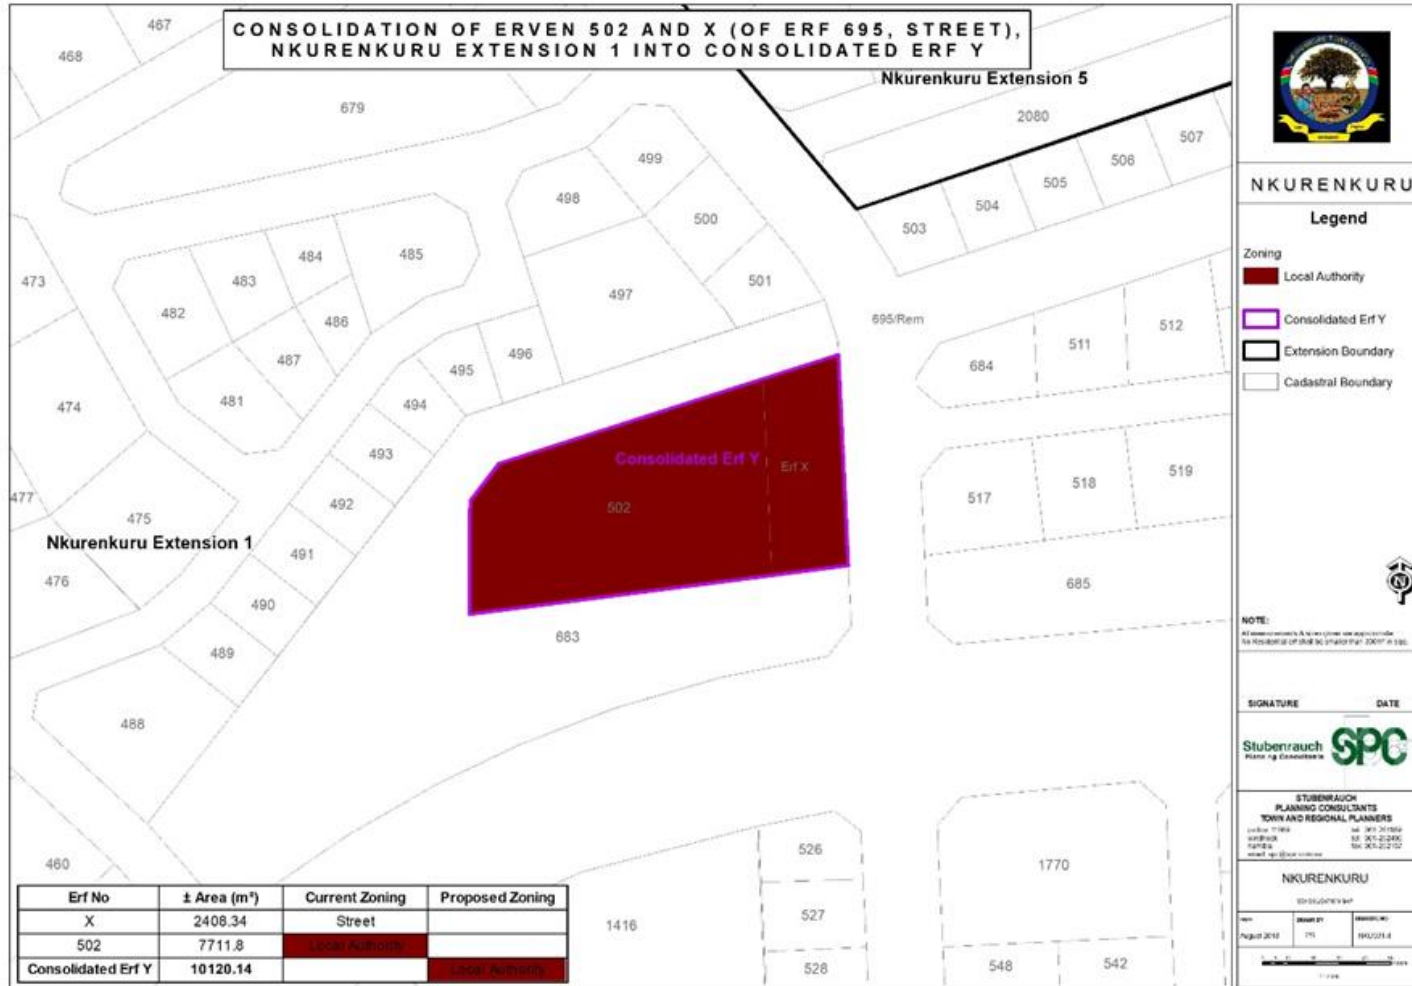 CONSOLIDATION OF ERVEN 502 AND X (OF ERF 695, STREET),
NKURENKURU EXTENSION 1 INTO CONSOLIDATED ERF Y
Nkurenkuru Extension 5
467
468
679
2080
507
506
505
504
503
499
498
500
501
497
485
484
483
482
486
487
481
473
474
475
477
476
496
495
494
493
492
491
490
489
488
695/Rem
684
511
512
517
518
519
685
Consolidated Erf Y
Erf X
502
Nkurenkuru Extension 1
683
460
1416
526
527
528
1770
548
542
Erf No ± Area (m²) Current Zoning Proposed Zoning
X 2408.34 Street
502 7711.8 Local Authority
Consolidated Erf Y 10120.14 Local Authority
NKURENKURU
Legend
Zoning
Local Authority
Consolidated Erf Y
Extension Boundary
Cadastral Boundary
N
NOTE:
SIGNATURE DATE
Stubenrauch
Planning Consultants
SPC
STUBENRAUCH
PLANNING CONSULTANTS
TOWN AND REGIONAL PLANNERS
NKURENKURU